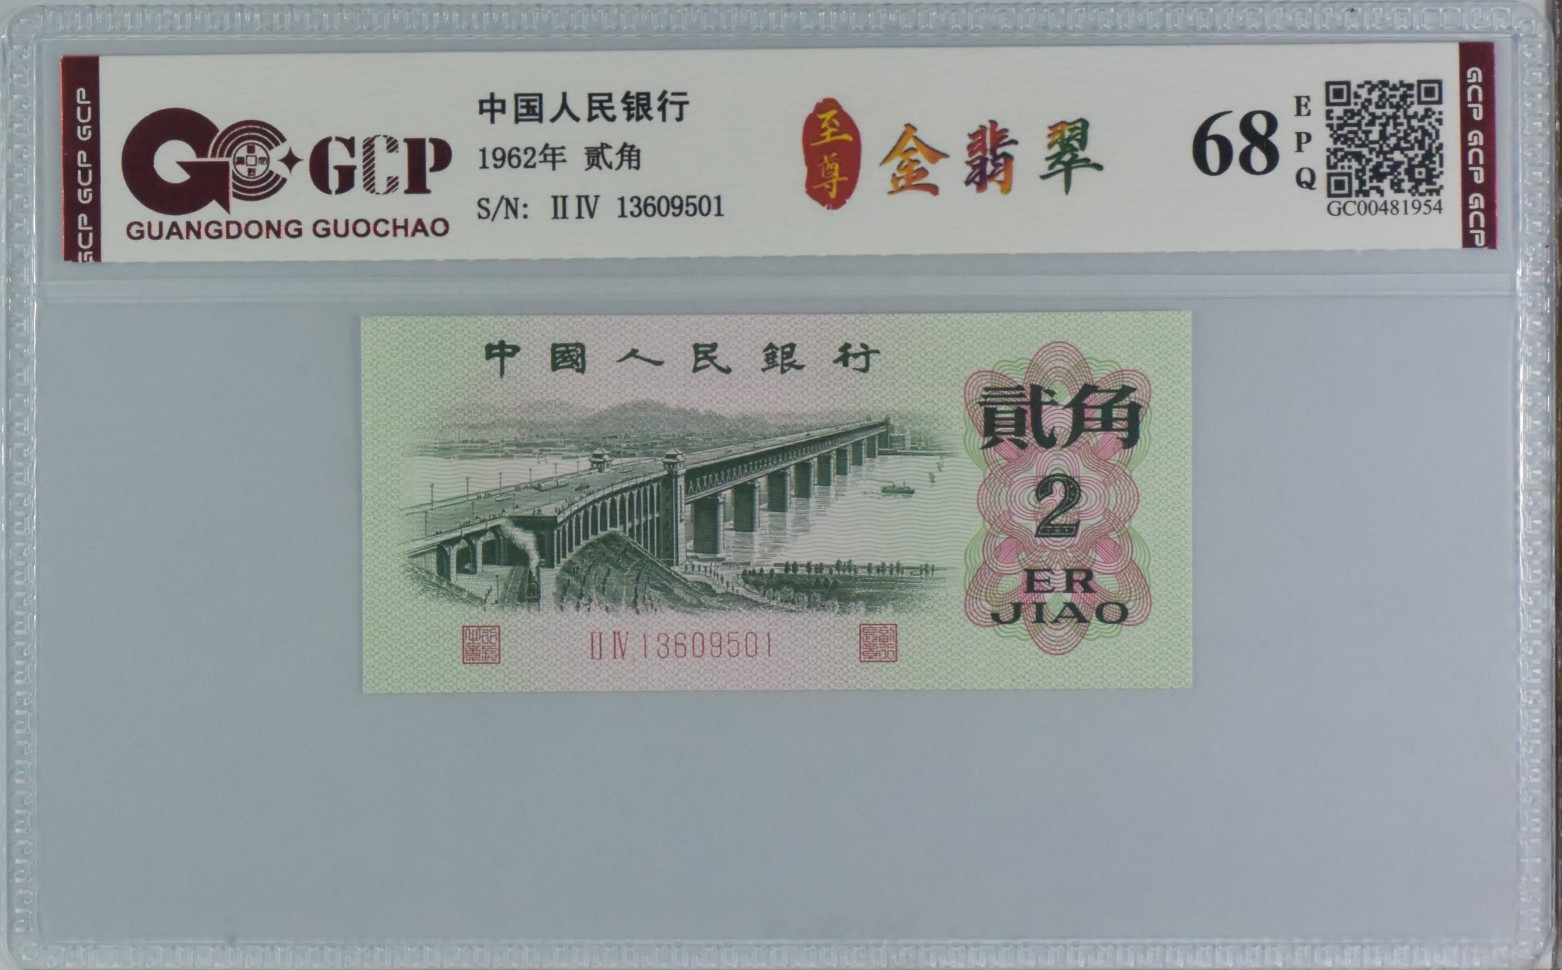 GCP GCP GCP
GCP
GUANGDONG GUOCHAO
中国人民银行
1962年 贰角
S/N: II IV 13609501
至尊
金翡翠
68
EPQ
GC00481954
GCP GCP GCP
中國人民銀行
貳角
2
ER
JIAO
II IV 13609501